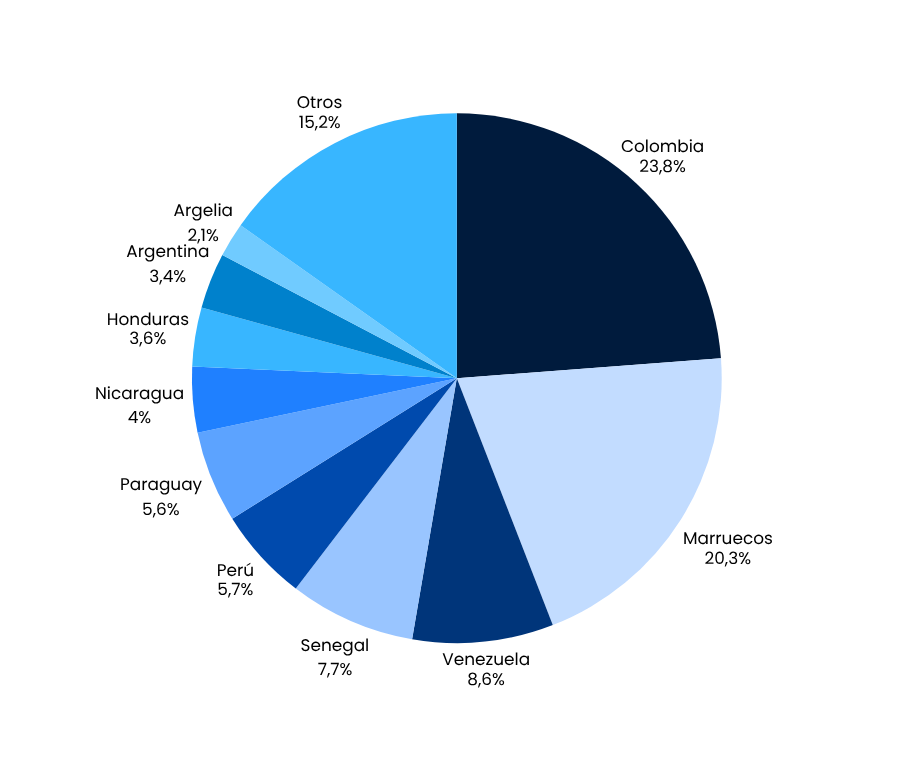 Otros
15,2%
Colombia
23,8%
Argelia
2,1%
Argentina
3,4%
Honduras
3,6%
Nicaragua
4%
Paraguay
5,6%
Perú
5,7%
Senegal
7,7%
Venezuela
8,6%
Marruecos
20,3%